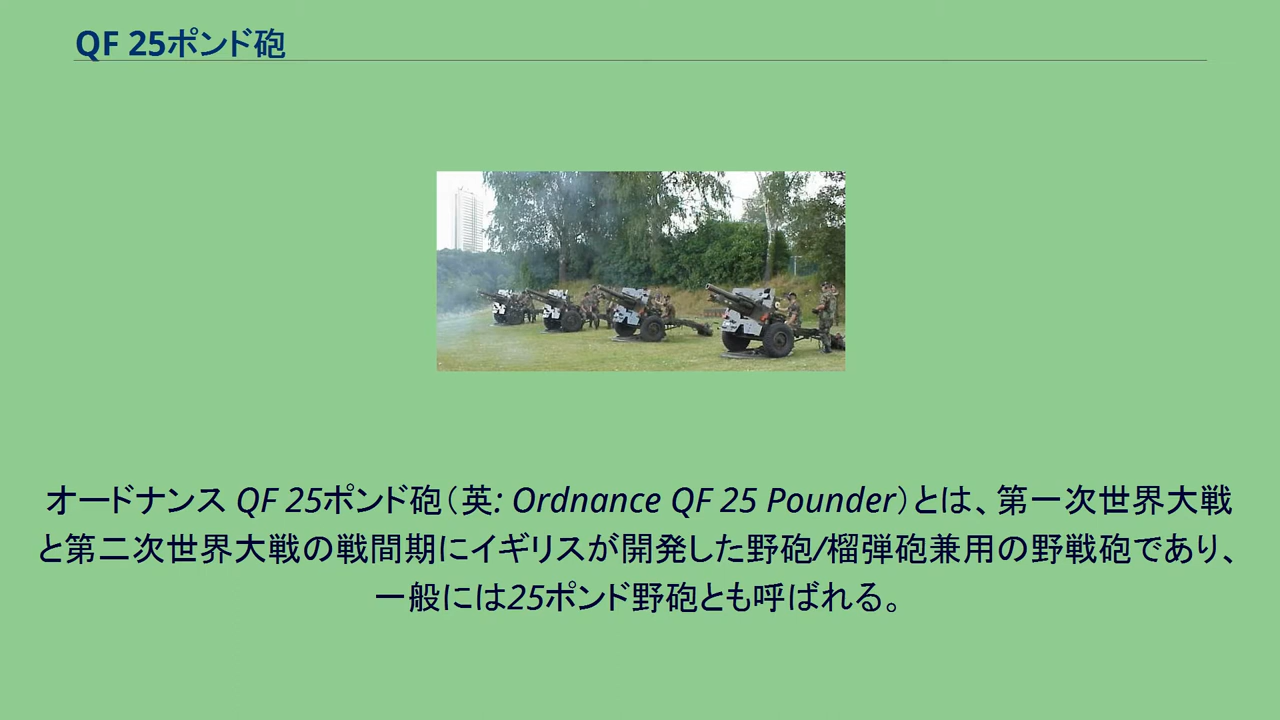 QF 25ポンド砲
オードナンス QF 25ポンド砲（英: Ordnance QF 25 Pounder）とは、第一次世界大戦
と第二次世界大戦の戦間期にイギリスが開発した野砲/榴弾砲兼用の野戦砲であり、
一般には25ポンド野砲とも呼ばれる。